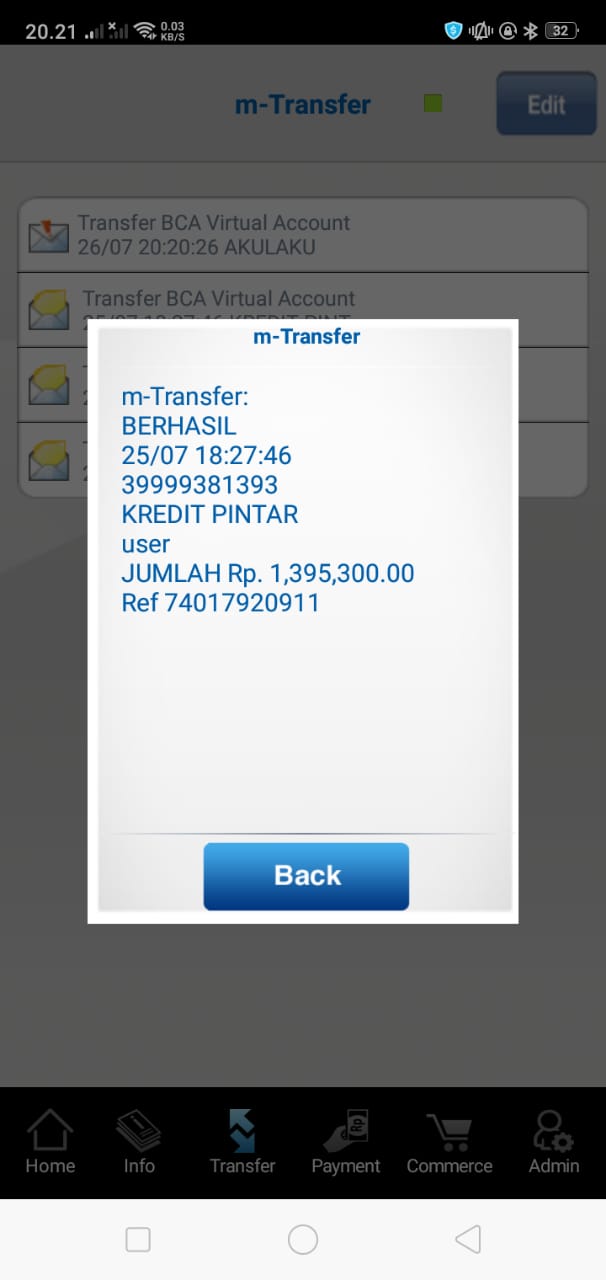 20.21
0.03
KB/S
32
m-Transfer
Edit
Transfer BCA Virtual Account
26/07 20:20:26 AKULAKU
Transfer BCA Virtual Account
m-Transfer
m-Transfer:
BERHASIL
25/07 18:27:46
39999381393
KREDIT PINTAR
user
JUMLAH Rp. 1,395,300.00
Ref 74017920911
Back
Home
Info
Transfer
Rp
Payment
Commerce
Admin